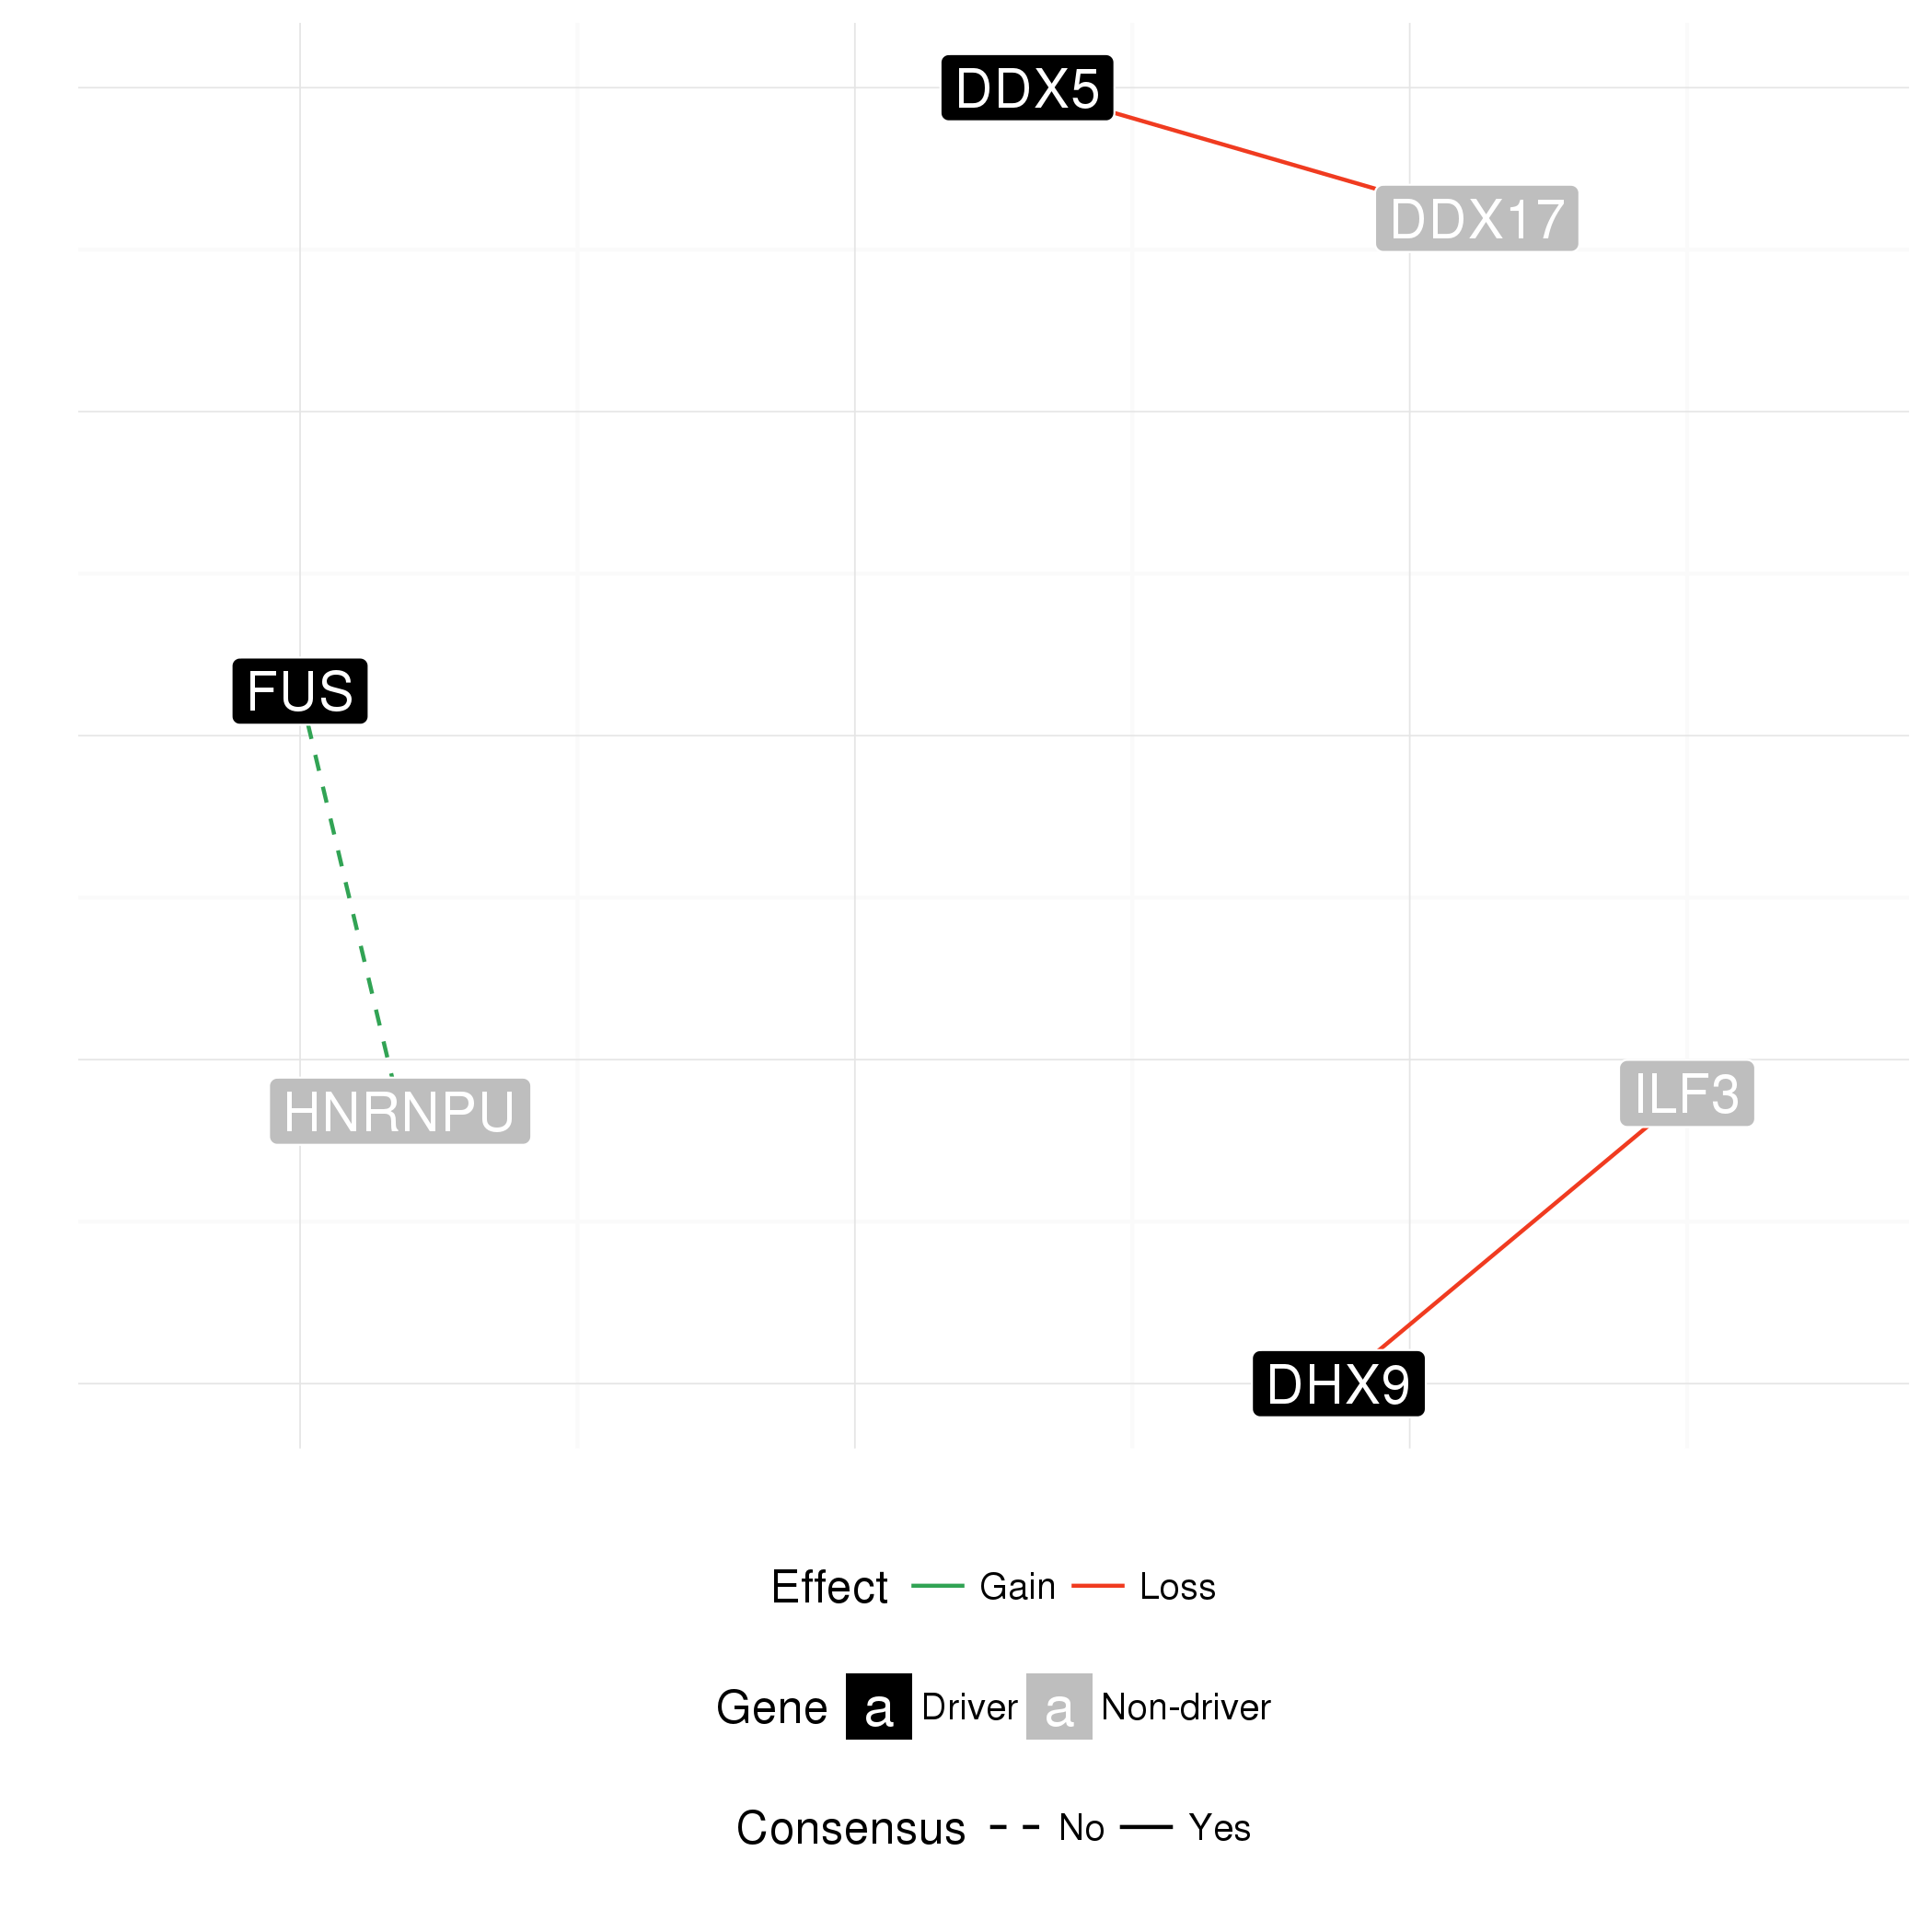 DDX5
DDX17
FUS
HNRNPU
ILF3
DHX9
Effect Gain Loss
Gene a Driver a Non-driver
Consensus No Yes